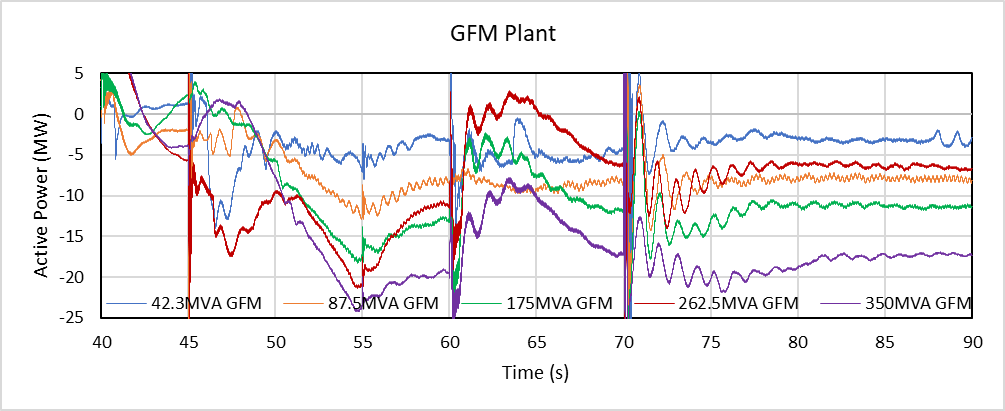 GFM Plant
Active Power (MW)
5
0
-5
-10
-15
-20
-25
42.3MVA GFM 87.5MVA GFM 175MVA GFM 262.5MVA GFM 350MVA GFM
40 45 50 55 60 65 70 75 80 85 90
Time (s)